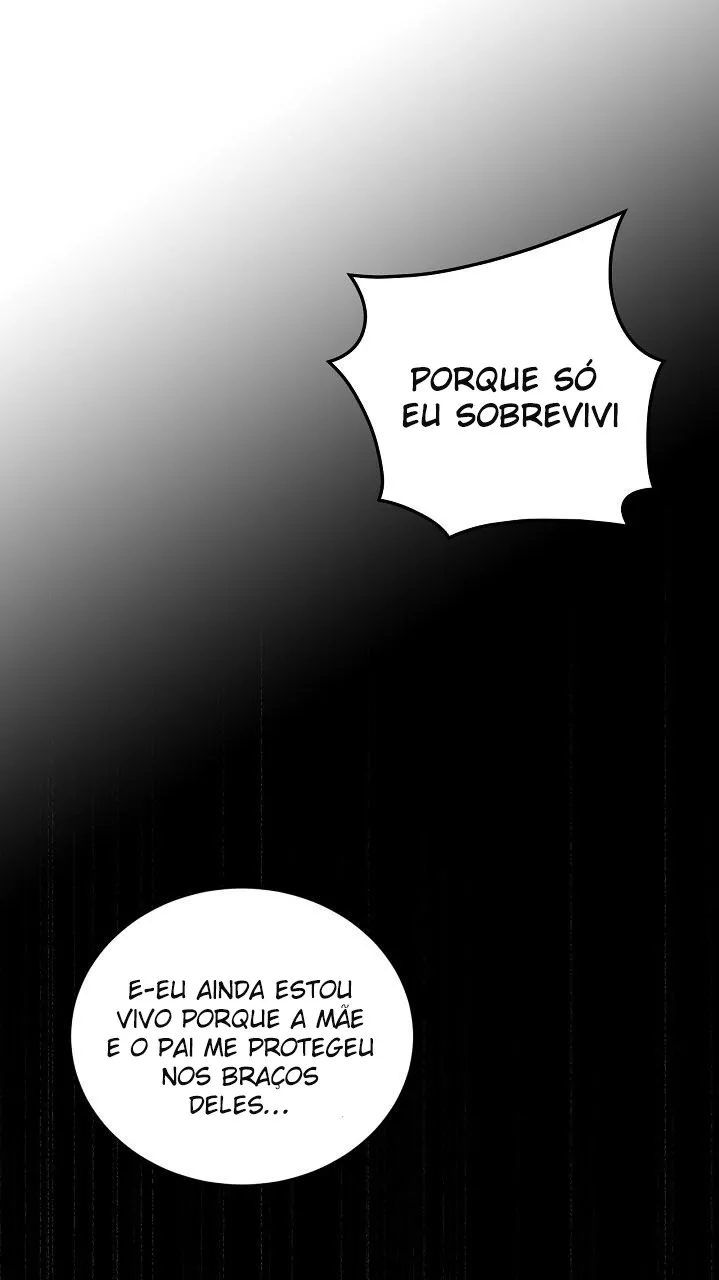 PORQUE SÓ
EU SOBREVIVI
E-EU AINDA ESTOU
VIVO PORQUE A MÃE
E O PAI ME PROTEGEU
NOS BRAÇOS
DELES...